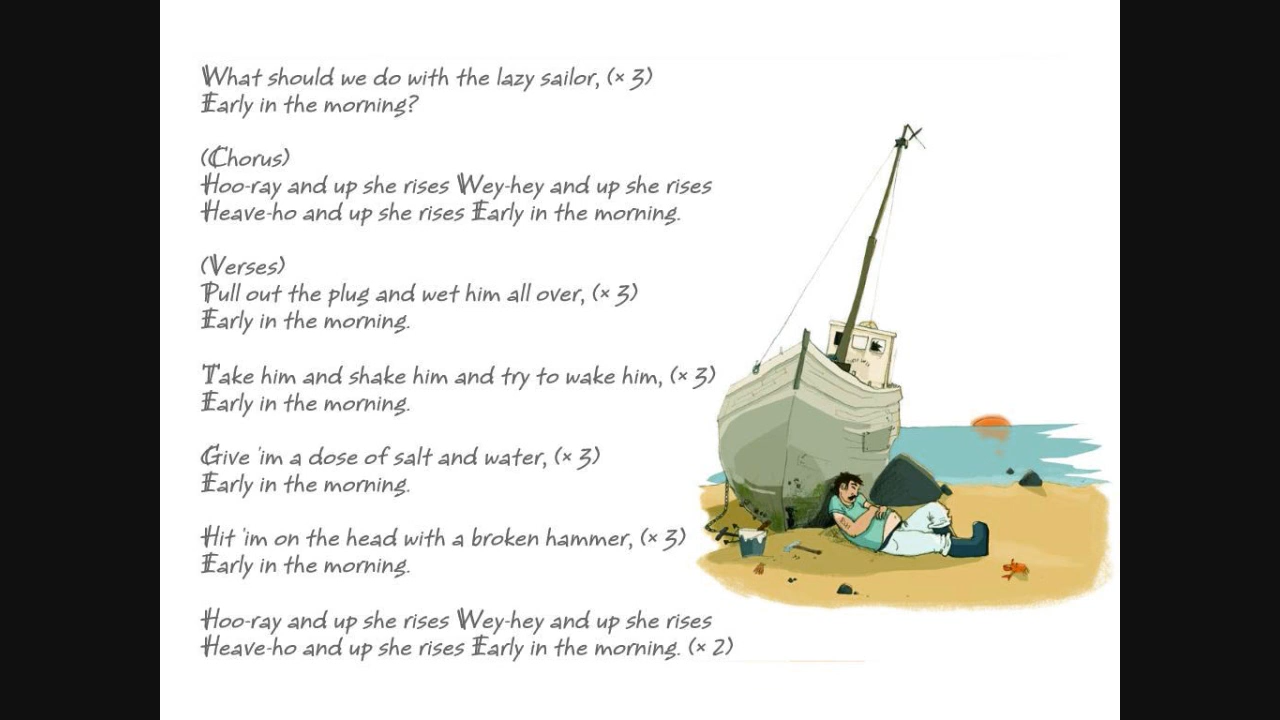 What should we do with the lazy sailor, (× 3)
Early in the morning?
(Chorus)
Hoo-ray and up she rises Wey-hey and up she rises
Heave-ho and up she rises Early in the morning.
(Verses)
Pull out the plug and wet him all over, (× 3)
Early in the morning.
Take him and shake him and try to wake him, (× 3)
Early in the morning.
Give 'im a dose of salt and water, (× 3)
Early in the morning.
Hit 'im on the head with a broken hammer, (× 3)
Early in the morning.
Hoo-ray and up she rises Wey-hey and up she rises
Heave-ho and up she rises Early in the morning. (× 2)